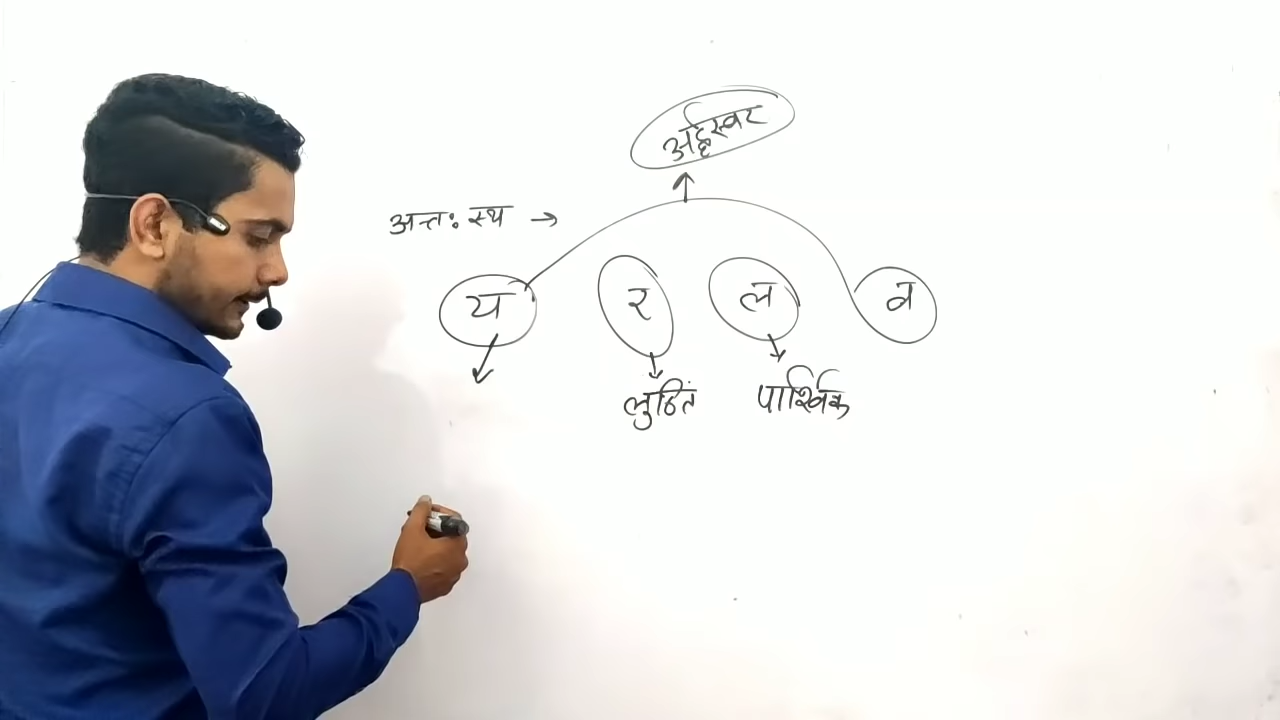 अर्द्धस्वर
अन्तः स्थ →
य र ल व
लुठितं पार्श्विक